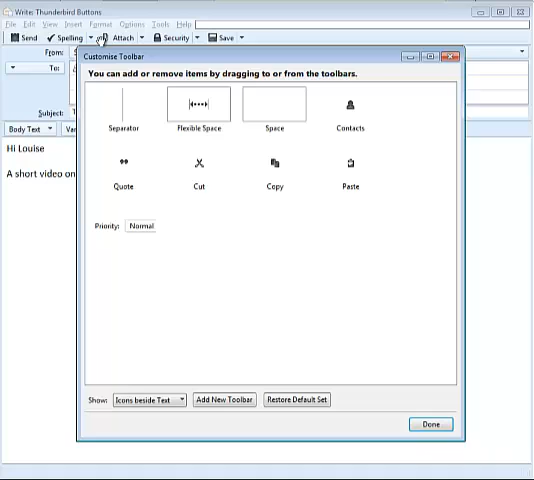 Write: Thunderbird Buttons
File Edit View Insert Format Options Tools Help
Send Spelling Attach Security Save
From:
To:
Subject:
Body Text
Hi Louise
A short video on
Customise Toolbar
You can add or remove items by dragging to or from the toolbars.
Separator Flexible Space Space Contacts
Quote Cut Copy Paste
Priority: Normal
Show: Icons beside Text Add New Toolbar Restore Default Set
Done